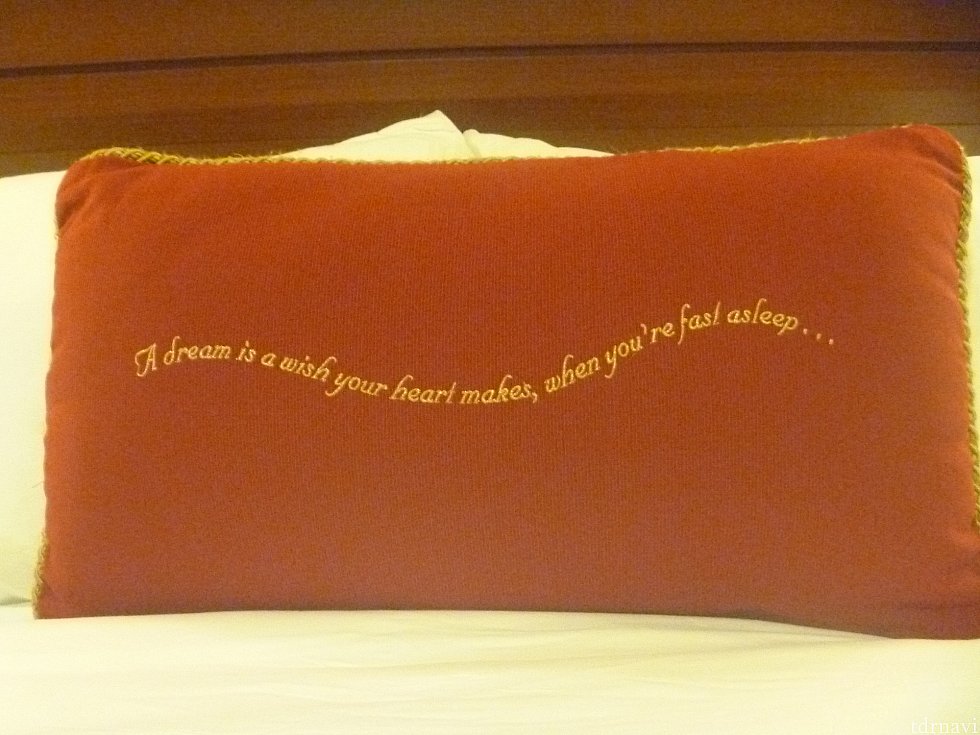 A dream is a wish your heart makes, when you're fast asleep...
tdrnavi